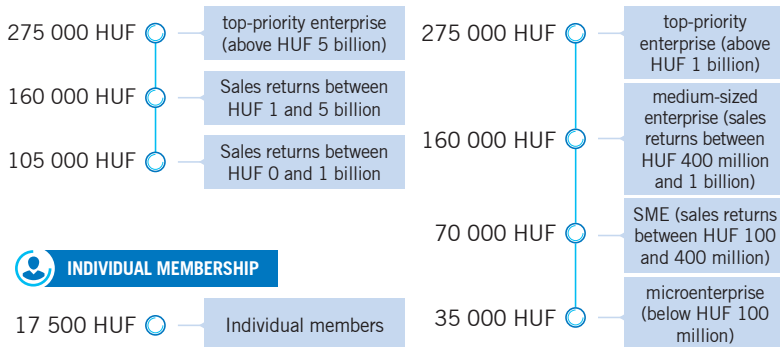 275 000 HUF
top-priority enterprise
(above HUF 5 billion)
160 000 HUF
Sales returns between
HUF 1 and 5 billion
105 000 HUF
Sales returns between
HUF 0 and 1 billion
INDIVIDUAL MEMBERSHIP
17 500 HUF
Individual members
275 000 HUF
top-priority
enterprise (above
HUF 1 billion)
160 000 HUF
medium-sized
enterprise (sales
returns between
HUF 400 million
and 1 billion)
70 000 HUF
SME (sales returns
between HUF 100
and 400 million)
35 000 HUF
microenterprise
(below HUF 100
million)